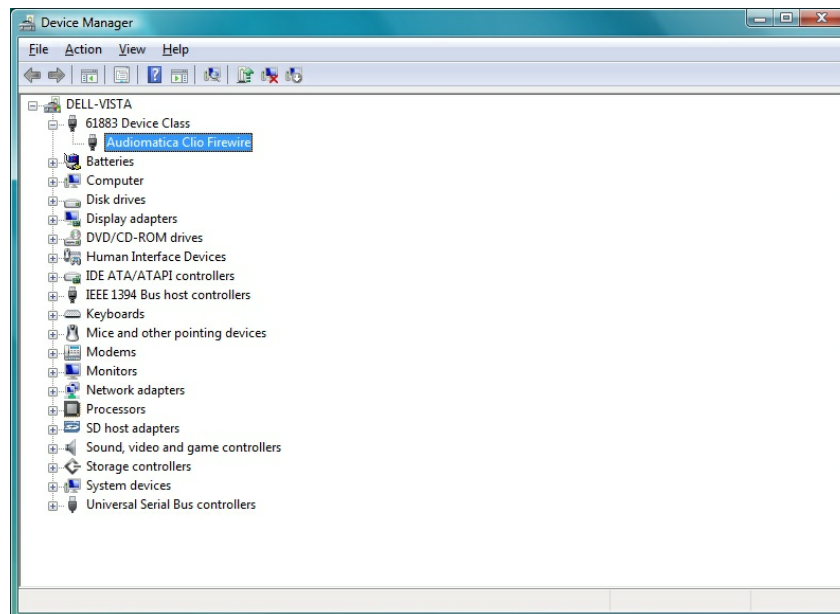 Device Manager
File Action View Help
DELL-VISTA
61883 Device Class
Audiomatica Clio Firewire
Batteries
Computer
Disk drives
Display adapters
DVD/CD-ROM drives
Human Interface Devices
IDE ATA/ATAPI controllers
IEEE 1394 Bus host controllers
Keyboards
Mice and other pointing devices
Modems
Monitors
Network adapters
Processors
SD host adapters
Sound, video and game controllers
Storage controllers
System devices
Universal Serial Bus controllers